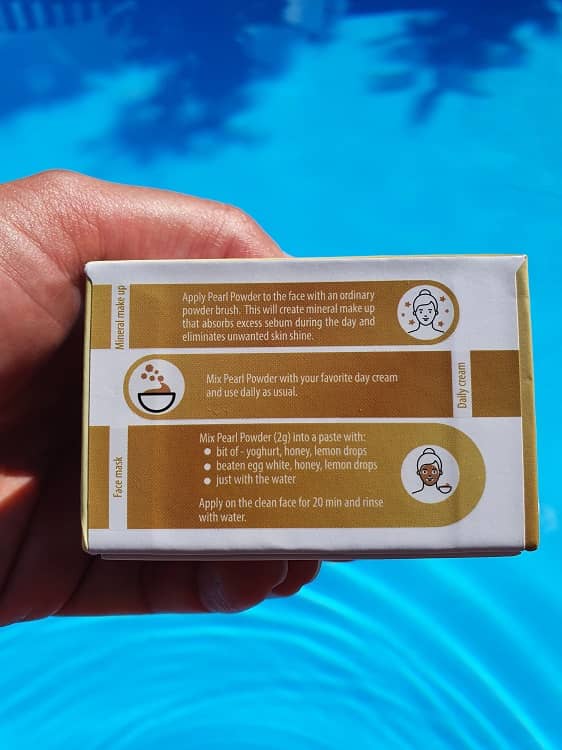 Mineral make up
Apply Pearl Powder to the face with an ordinary
powder brush. This will create mineral make up
that absorbs excess sebum during the day and
eliminates unwanted skin shine.
Mix Pearl Powder with your favorite day cream
and use daily as usual.
Daily cream
Face mask
Mix Pearl Powder (2g) into a paste with:
● bit of - yoghurt, honey, lemon drops
● beaten egg white, honey, lemon drops
● just with the water
Apply on the clean face for 20 min and rinse
with water.